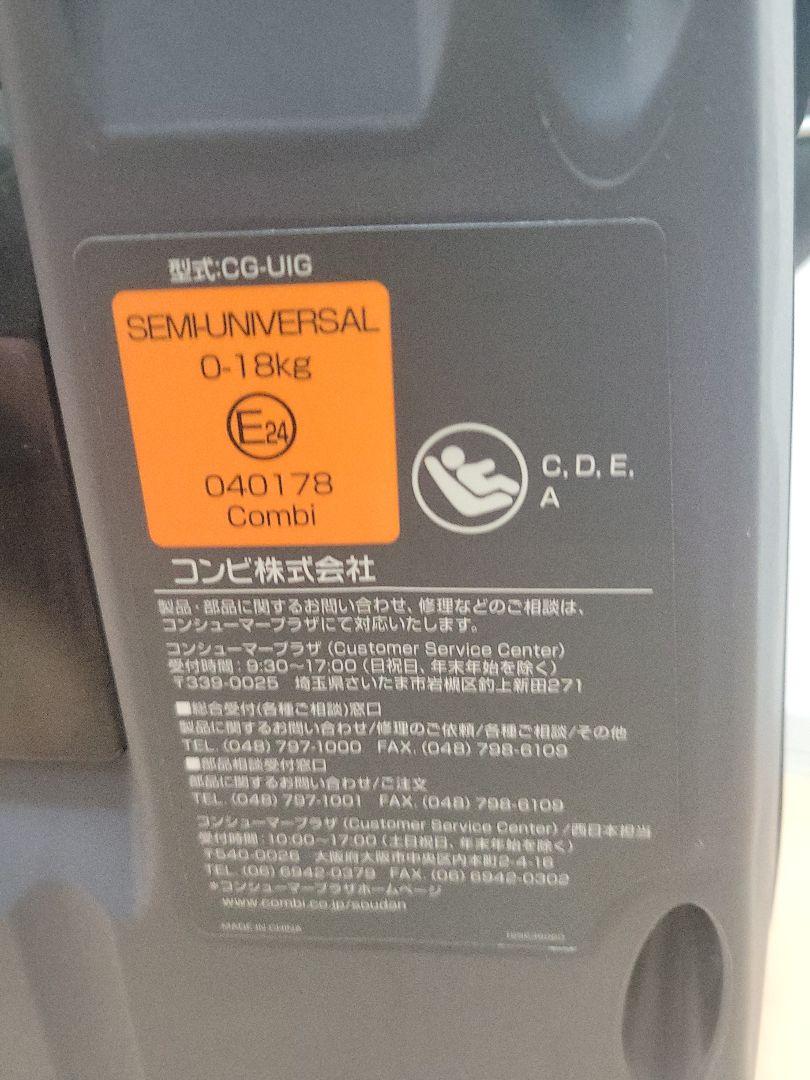 型式:CG-UIG
SEMI-UNIVERSAL
0-18kg
E24
040178
Combi
C, D, E,
A
コンビ株式会社
製品・部品に関するお問い合わせ、修理などのご相談は、
コンシューマープラザにて対応いたします。
コンシューマープラザ (Customer Service Center)
受付時間:9:30~17:00 (日祝日、年末年始を除く)
〒339-0025 埼玉県さいたま市岩槻区釣上新田271
■総合受付(各種ご相談)窓口
製品に関するお問い合わせ/修理のご依頼/各種ご相談/その他
TEL. (048) 797-1000 FAX. (048) 798-6109
■部品相談受付窓口
部品に関するお問い合わせ/ご注文
TEL. (048) 797-1001 FAX. (048) 798-6109
コンシューマープラザ (Customer Service Center) /西日本担当
受付時間:10:00~17:00 (土日祝日、年末年始を除く)
〒540-0026 大阪府大阪市中央区内本町2-4-16
TEL. (06) 6942-0379 FAX. (06) 6942-0302
*コンシューマープラザホームページ
www.combi.co.jp/soudan
MADE IN CHINA